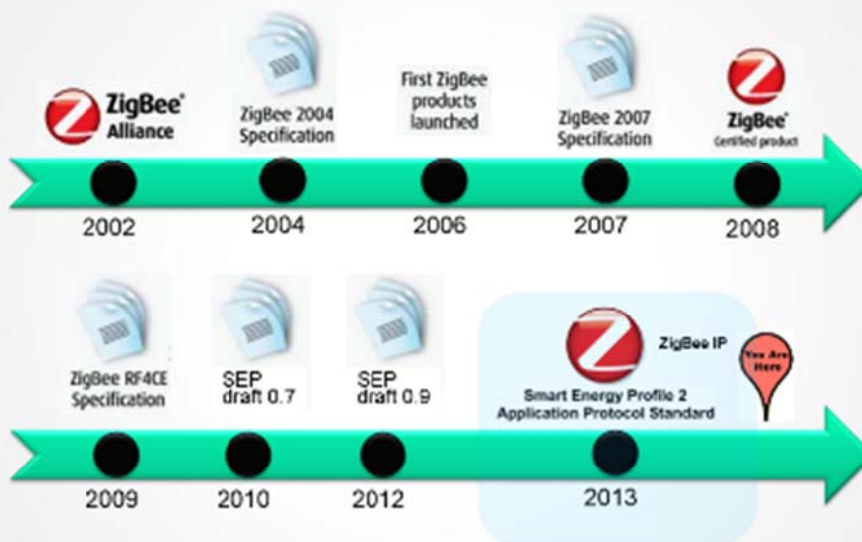 ZigBee®
Alliance
ZigBee 2004
Specification
First ZigBee
products
launched
ZigBee 2007
Specification
ZigBee®
Certified product
2002
2004
2006
2007
2008
ZigBee RF4CE
Specification
SEP
draft 0.7
SEP
draft 0.9
ZigBee IP
Smart Energy Profile 2
Application Protocol Standard
You Are
Here
2009
2010
2012
2013